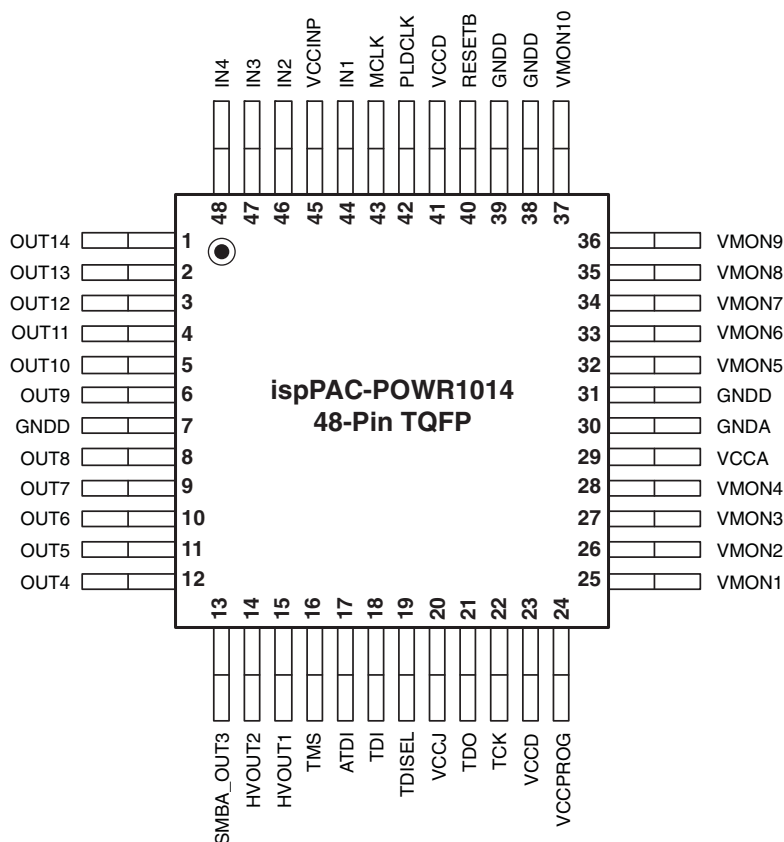 IN4
IN3
IN2
VCCINP
IN1
MCLK
PLDCLK
VCCD
RESETB
GNDD
GNDD
VMON10
48
47
46
45
44
43
42
41
40
39
38
37
OUT14 1
OUT13 2
OUT12 3
OUT11 4
OUT10 5
OUT9 6
GNDD 7
OUT8 8
OUT7 9
OUT6 10
OUT5 11
OUT4 12
ispPAC-POWR1014
48-Pin TQFP
36 VMON9
35 VMON8
34 VMON7
33 VMON6
32 VMON5
31 GNDD
30 GNDA
29 VCCA
28 VMON4
27 VMON3
26 VMON2
25 VMON1
13
14
15
16
17
18
19
20
21
22
23
24
SMBA_OUT3
HVOUT2
HVOUT1
TMS
ATDI
TDI
TDISEL
VCCJ
TDO
TCK
VCCD
VCCPROG